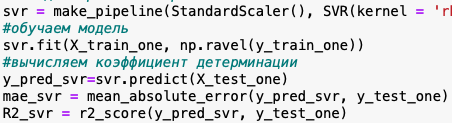 svr = make_pipeline(StandardScaler(), SVR(kernel = 'r
#обучаем модель
svr.fit(X_train_one, np.ravel(y_train_one))
#вычисляем коэффициент детерминации
y_pred_svr=svr.predict(X_test_one)
mae_svr = mean_absolute_error(y_pred_svr, y_test_one)
R2_svr = r2_score(y_pred_svr, y_test_one)